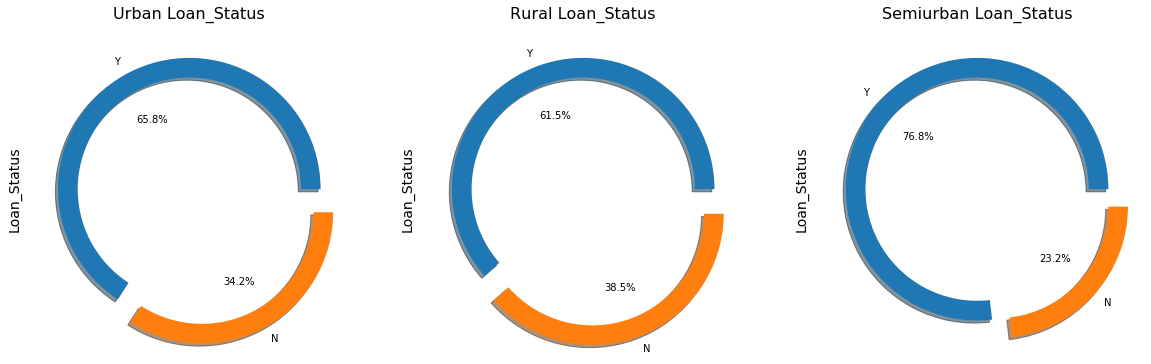 Urban Loan_Status
Y
65.8%
Loan_Status
34.2%
N
Rural Loan_Status
Y
61.5%
Loan_Status
38.5%
N
Semiurban Loan_Status
Y
76.8%
Loan_Status
23.2%
N